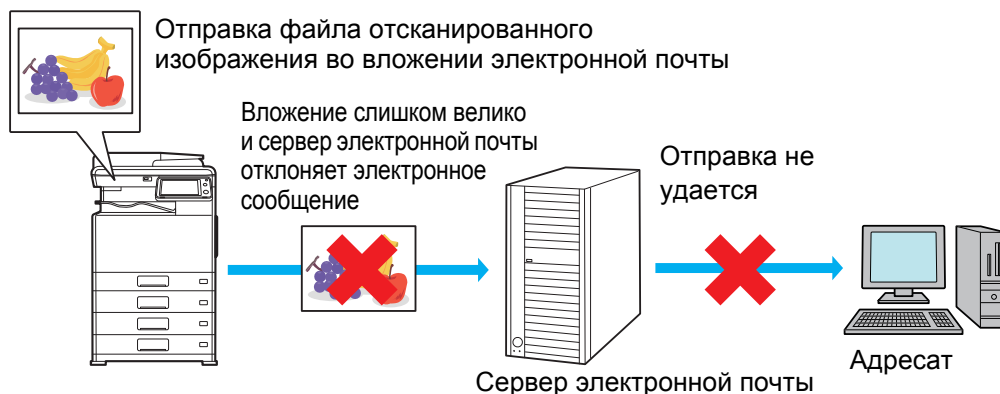 Отправка файла отсканированного
изображения во вложении электронной почты
Вложение слишком велико
и сервер электронной почты
отклоняет электронное
сообщение
Отправка не
удается
Адресат
Сервер электронной почты